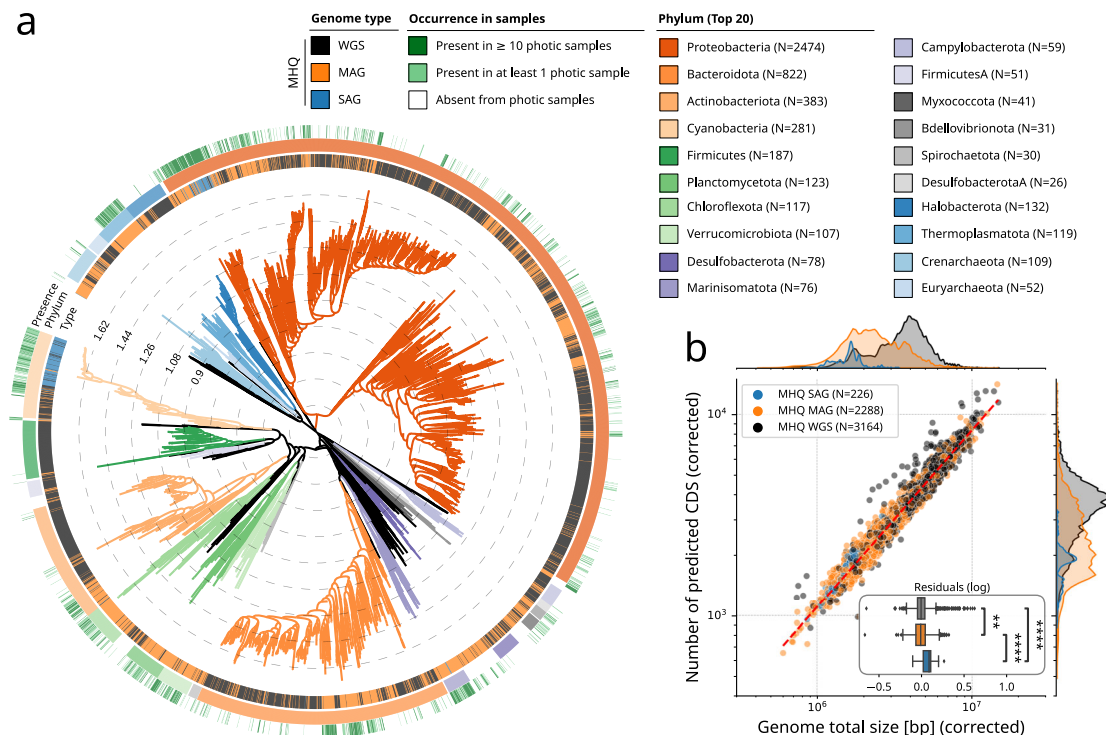 a
Genome type
MHQ
WGS
MAG
SAG
Occurrence in samples
Present in ≥ 10 photic samples
Present in at least 1 photic sample
Absent from photic samples
Phylum (Top 20)
Proteobacteria (N=2474)
Bacteroidota (N=822)
Actinobacteriota (N=383)
Cyanobacteria (N=281)
Firmicutes (N=187)
Planctomycetota (N=123)
Chloroflexota (N=117)
Verrucomicrobiota (N=107)
Desulfobacterota (N=78)
Marinisomatota (N=76)
Campylobacterota (N=59)
FirmicutesA (N=51)
Myxococcota (N=41)
Bdellovibrionota (N=31)
Spirochaetota (N=30)
DesulfobacterotaA (N=26)
Halobacterota (N=132)
Thermoplasmatota (N=119)
Crenarchaeota (N=109)
Euryarchaeota (N=52)
Presence
Phylum
Type
1.62
1.44
1.26
1.08
0.9
b
MHQ SAG (N=226)
MHQ MAG (N=2288)
MHQ WGS (N=3164)
Number of predicted CDS (corrected)
10⁴
10³
Residuals (log)
**
****
****
−0.5
0.0
0.5
1.0
10⁶
10⁷
Genome total size [bp] (corrected)